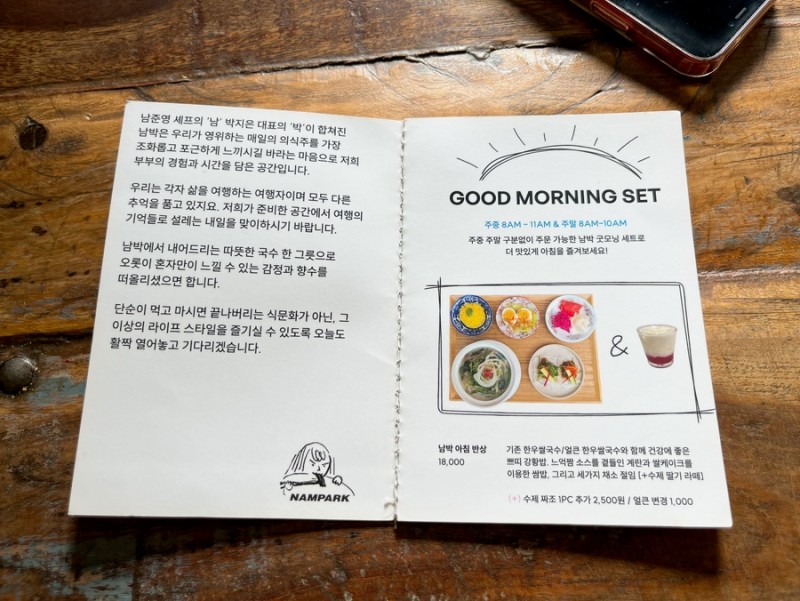 남준영 셰프의 '남' 박지은 대표의 '박'이 합쳐진
남박은 우리가 영위하는 매일의 의식주를 가장
조화롭고 포근하게 느끼시길 바라는 마음으로 저희
부부의 경험과 시간을 담은 공간입니다.
우리는 각자 삶을 여행하는 여행자이며 모두 다른
추억을 품고 있지요. 저희가 준비한 공간에서 여행의
기억들로 설레는 내일을 맞이하시기 바랍니다.
남박에서 내어드리는 따뜻한 국수 한 그릇으로
오롯이 혼자만이 느낄 수 있는 감정과 향수를
떠올리셨으면 합니다.
단순이 먹고 마시면 끝나버리는 식문화가 아닌, 그
이상의 라이프 스타일을 즐기실 수 있도록 오늘도
활짝 열어놓고 기다리겠습니다.
NAMPARK
GOOD MORNING SET
주중 8AM - 11AM & 주말 8AM-10AM
주중 주말 구분없이 주문 가능한 남박 굿모닝 세트로
더 맛있게 아침을 즐겨보세요!
&
남박 아침 반상
18,000
기존 한우쌀국수/얼큰 한우쌀국수와 함께 건강에 좋은
쁘띠 강황밥. 느억짬 소스를 곁들인 계란과 쌀케이크를
이용한 쌈밥, 그리고 세가지 채소 절임 [+수제 딸기 라떼]
(+) 수제 짜조 1PC 추가 2,500원 / 얼큰 변경 1,000